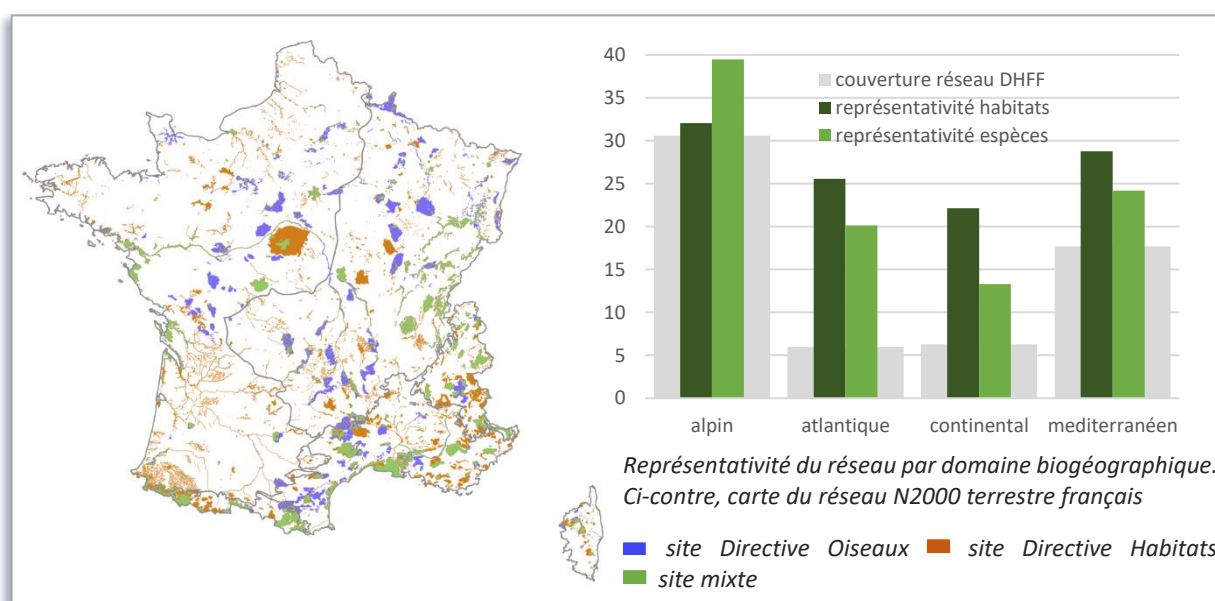 40
35
30
25
20
15
10
5
0
couverture réseau DHFF
représentativité habitats
représentativité espèces
alpin atlantique continental mediterranéen
Représentativité du réseau par domaine biogéographique.
Ci-contre, carte du réseau N2000 terrestre français
site Directive Oiseaux site Directive Habitats
site mixte